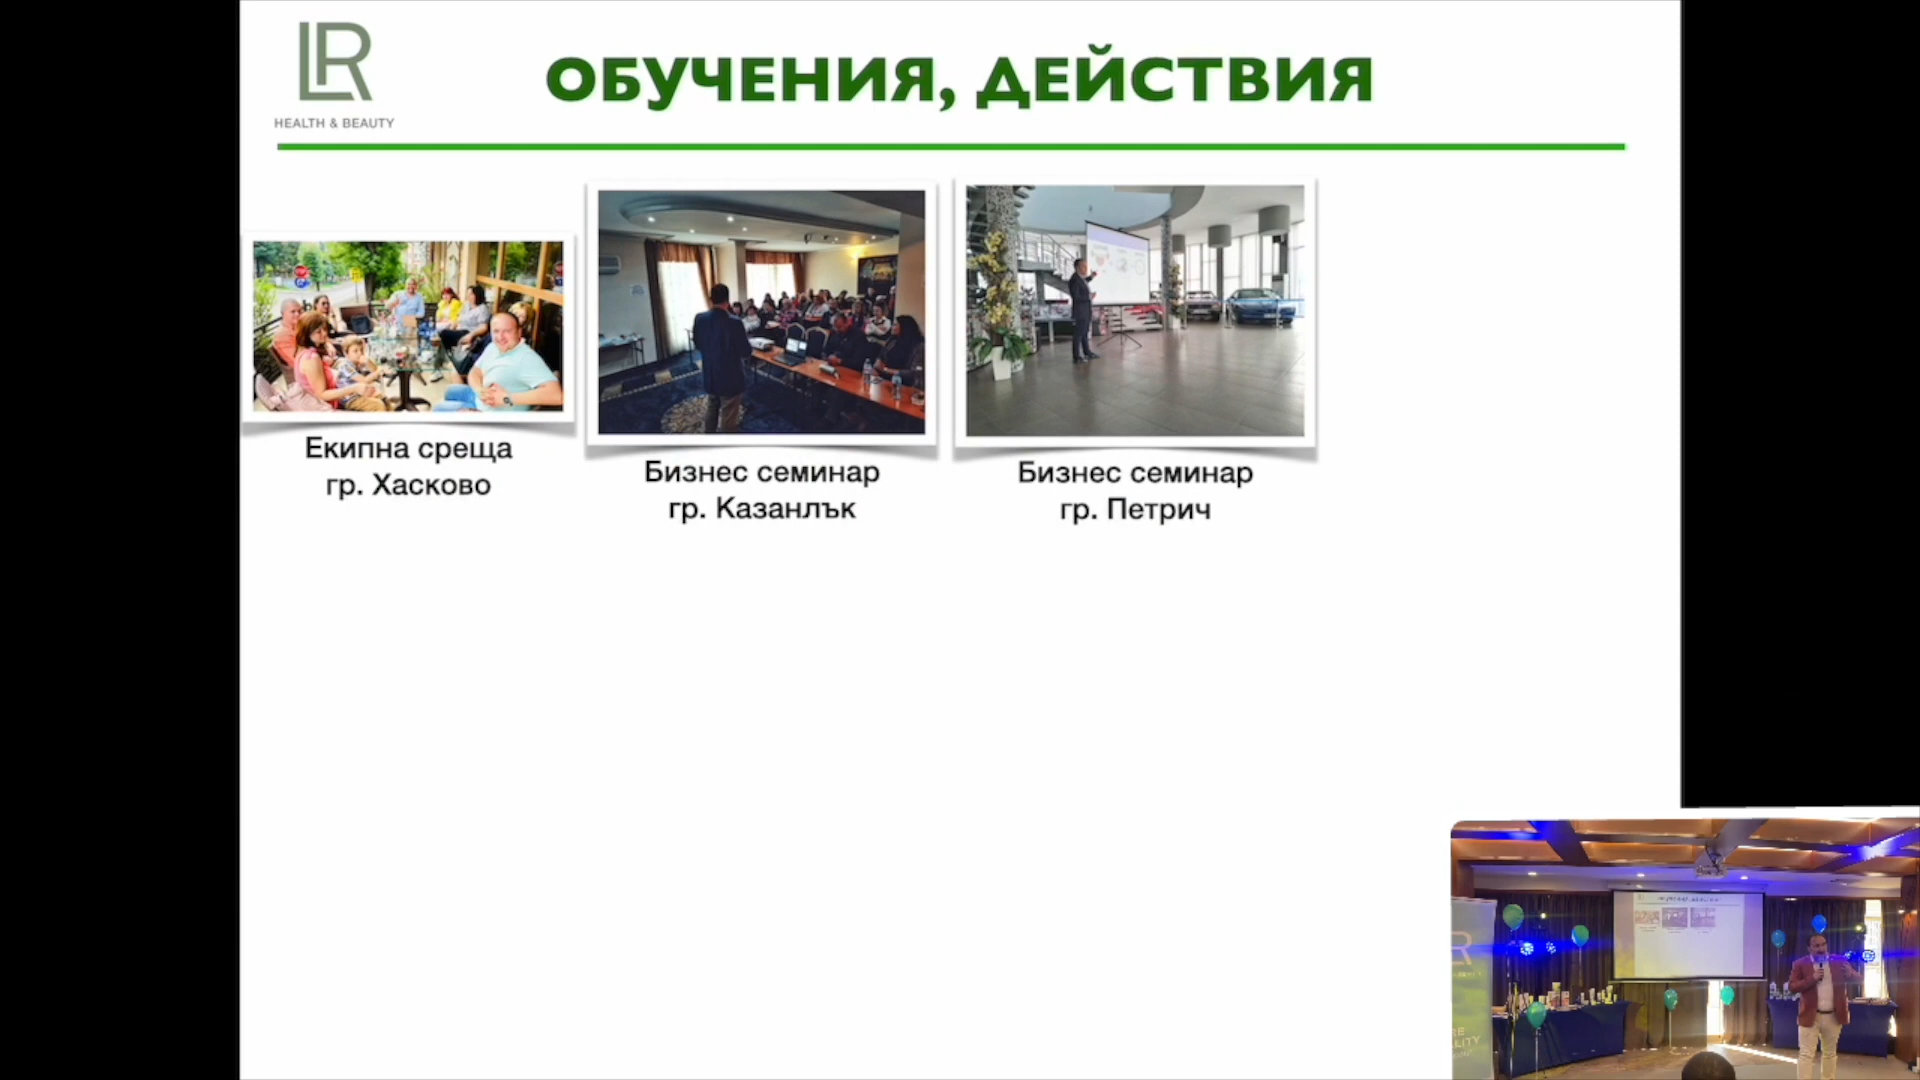 LR
HEALTH & BEAUTY
ОБУЧЕНИЯ, ДЕЙСТВИЯ
Екипна среща
гр. Хасково
Бизнес семинар
гр. Казанлък
Бизнес семинар
гр. Петрич